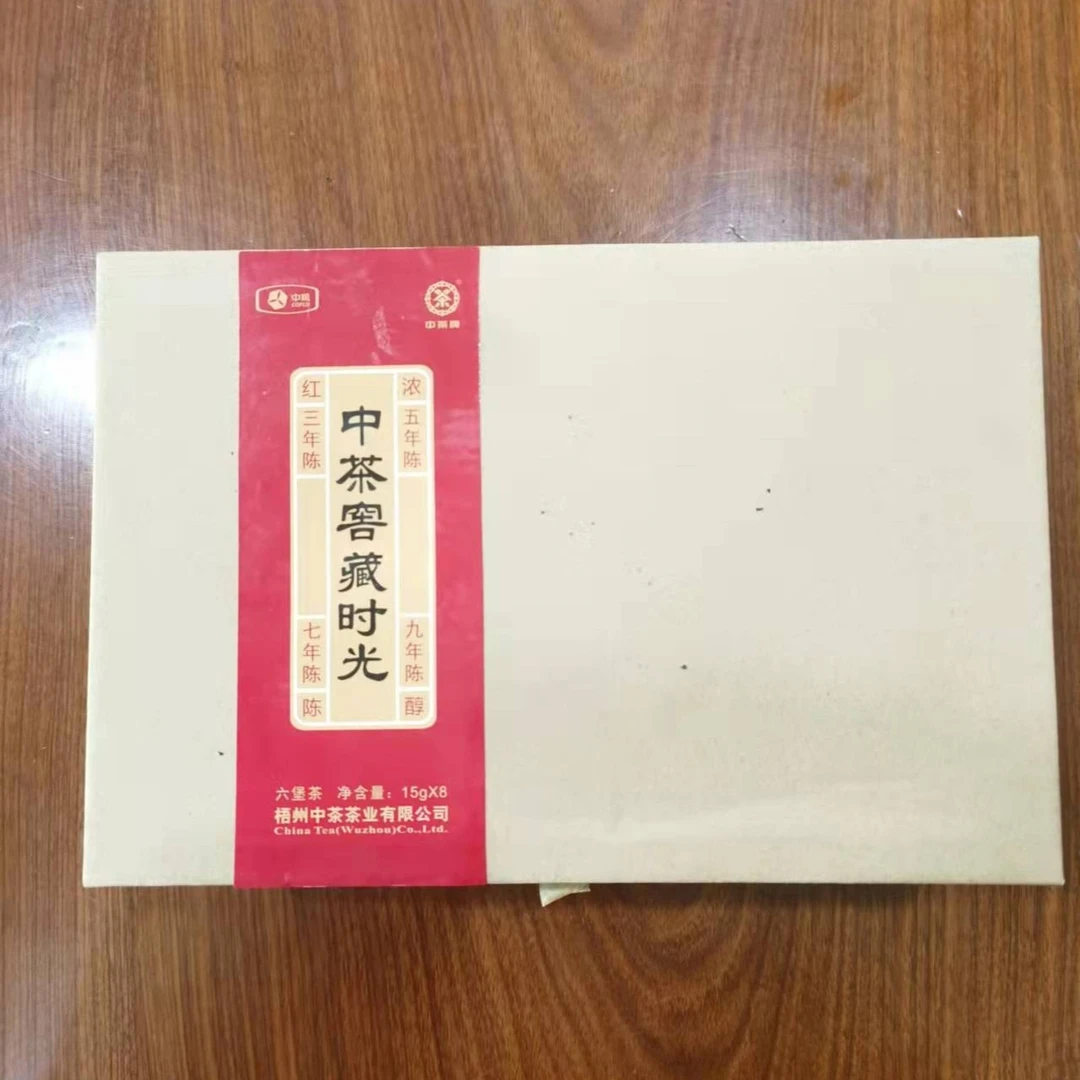 中粮
COFCO
茶
中茶牌
红 三年陈
浓 五年陈
中茶窖藏时光
七年陈 陈
九年陈 醇
六堡茶 净含量：15gX8
梧州中茶茶业有限公司
China Tea(Wuzhou)Co.,Ltd.